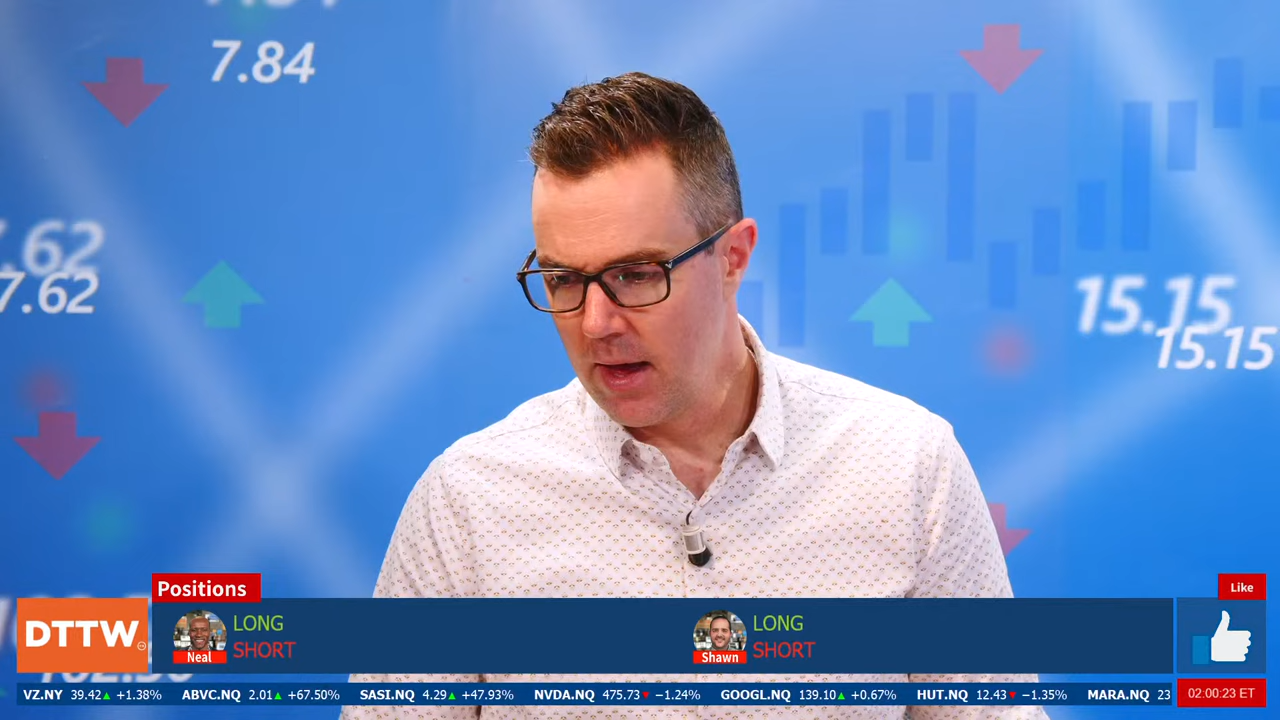 7.84
.62
7.62
15.15
15.15
Positions
Like
DTTW
LONG
SHORT
Neal
LONG
SHORT
Shawn
VZ.NY 39.42▲ +1.38% ABVC.NQ 2.01▲ +67.50% SASI.NQ 4.29▲ +47.93% NVDA.NQ 475.73▼ −1.24% GOOGL.NQ 139.10▲ +0.67% HUT.NQ 12.43▼ −1.35% MARA.NQ 23
02:00:23 ET